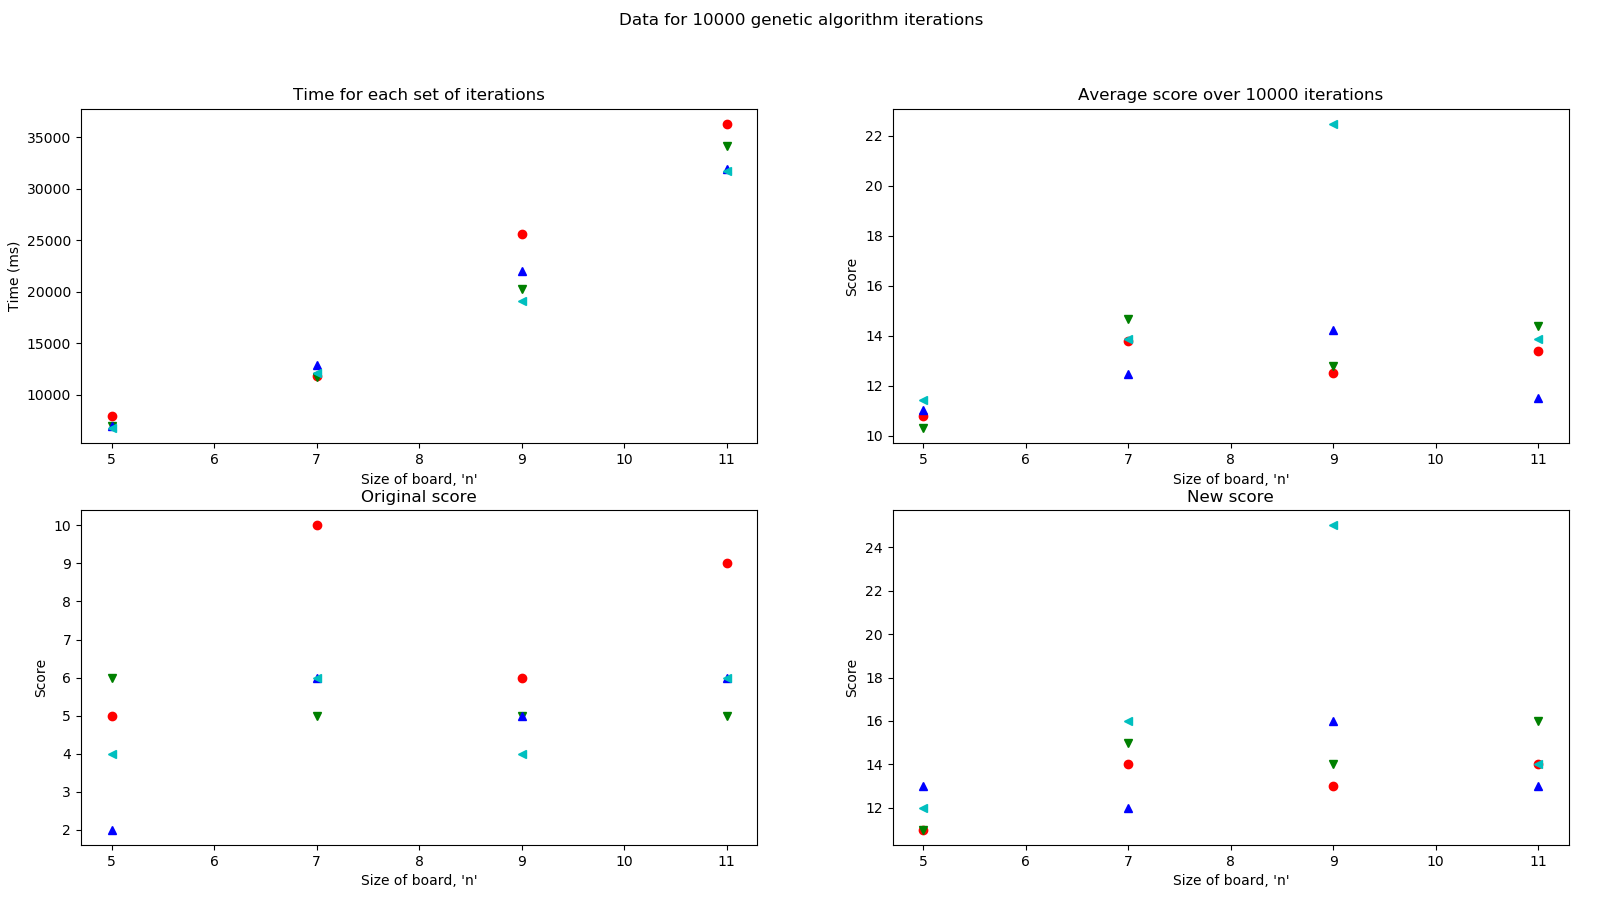 Data for 10000 genetic algorithm iterations
Time for each set of iterations
35000
30000
25000
20000
15000
10000
Time (ms)
5 6 7 8 9 10 11
Size of board, 'n'
Average score over 10000 iterations
22
20
18
16
14
12
10
Score
5 6 7 8 9 10 11
Size of board, 'n'
Original score
10
9
8
7
6
5
4
3
2
Score
5 6 7 8 9 10 11
Size of board, 'n'
New score
24
22
20
18
16
14
12
Score
5 6 7 8 9 10 11
Size of board, 'n'